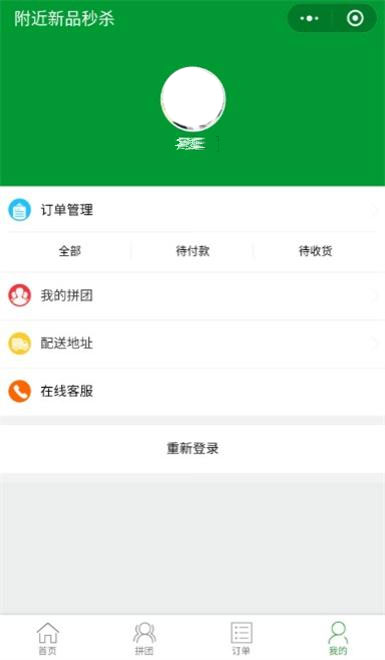 附近新品秒杀
订单管理
全部 待付款 待收货
我的拼团
配送地址
在线客服
重新登录
首页 拼团 订单 我的